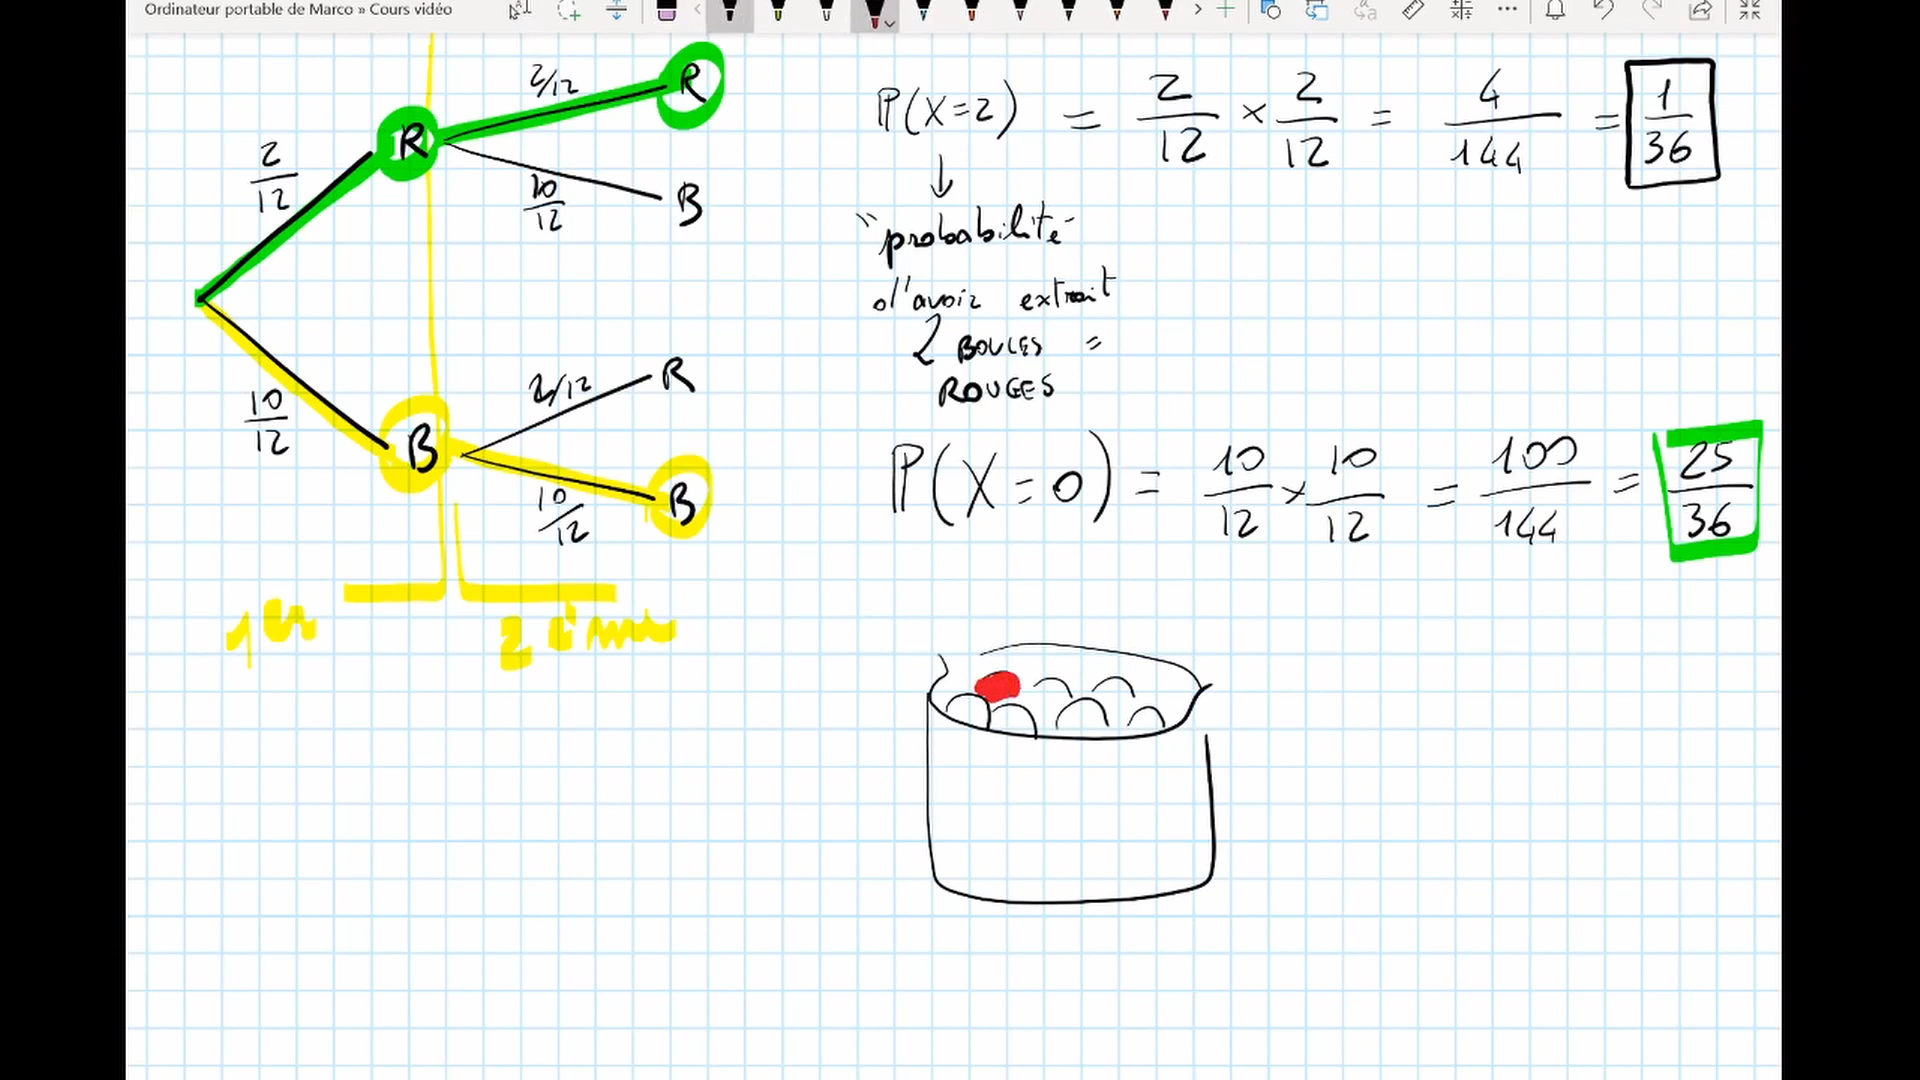 Ordinateur portable de Marco » Cours vidéo
2/12
R
2/12
R
10/12
B
10/12
B
2/12
R
10/12
B
1er
2ème
P(X=2) = 2/12 × 2/12 = 4/144 = 1/36
↓
"probabilité
d'avoir extrait
2 BOULES =
ROUGES
P(X=0) = 10/12 × 10/12 = 100/144 = 25/36